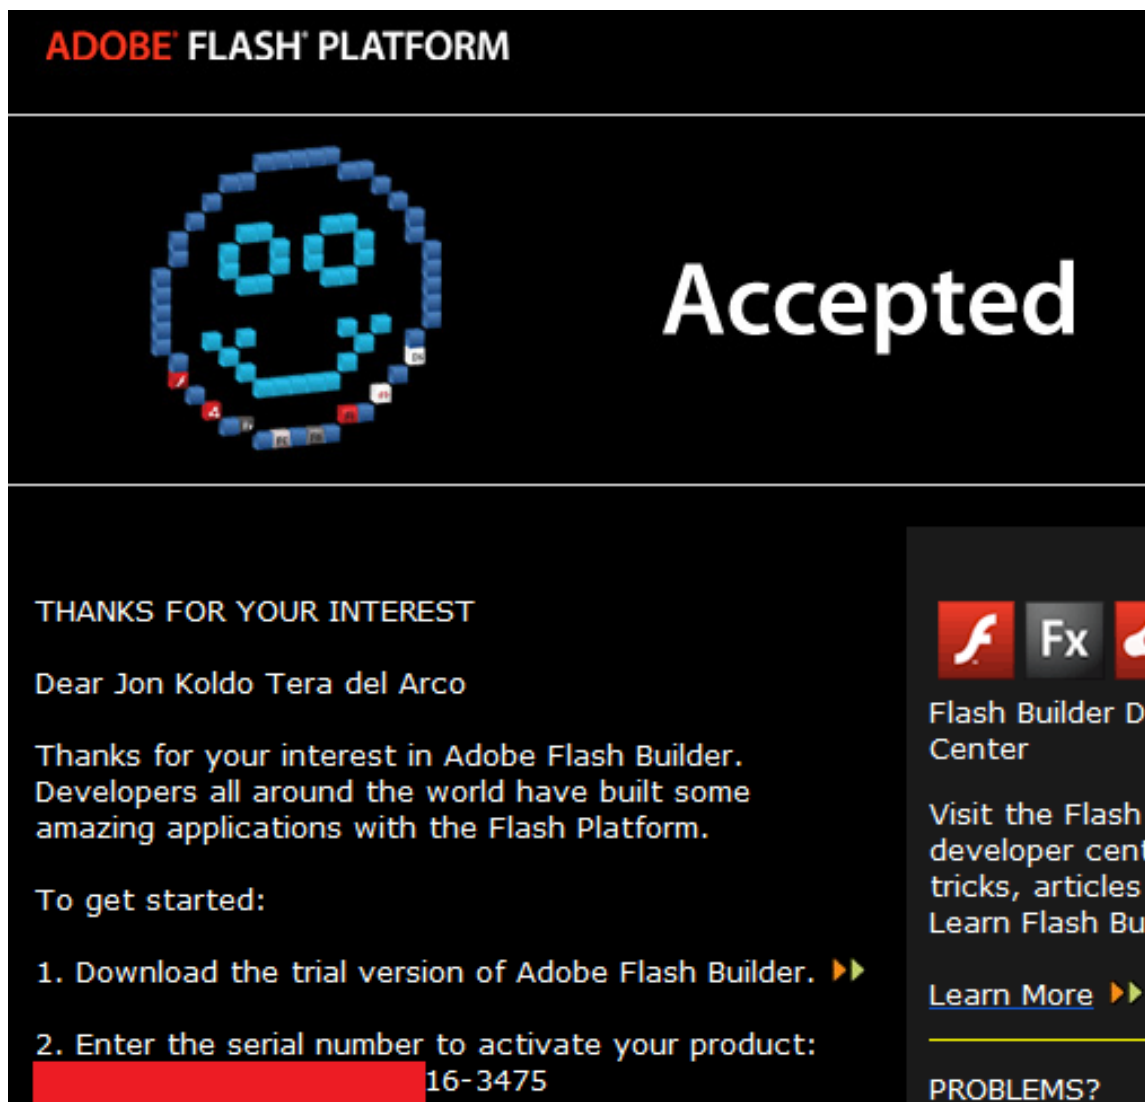 ADOBE® FLASH® PLATFORM
Accepted
THANKS FOR YOUR INTEREST
Dear Jon Koldo Tera del Arco
Thanks for your interest in Adobe Flash Builder.
Developers all around the world have built some
amazing applications with the Flash Platform.
To get started:
1. Download the trial version of Adobe Flash Builder.
2. Enter the serial number to activate your product:
16-3475
Fx
Flash Builder D
Center
Visit the Flash
developer cent
tricks, articles
Learn Flash Bu
Learn More
PROBLEMS?